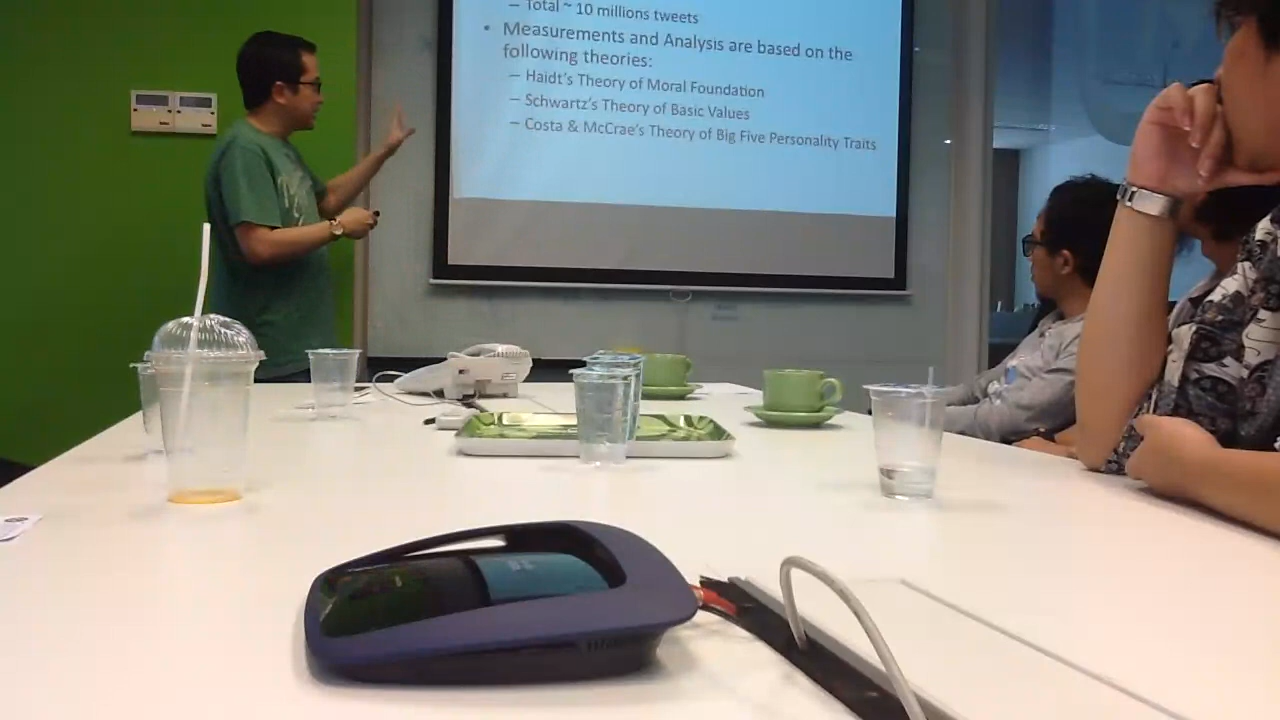 – Total ~ 10 millions tweets
• Measurements and Analysis are based on the
following theories:
– Haidt's Theory of Moral Foundation
– Schwartz's Theory of Basic Values
– Costa & McCrae's Theory of Big Five Personality Traits